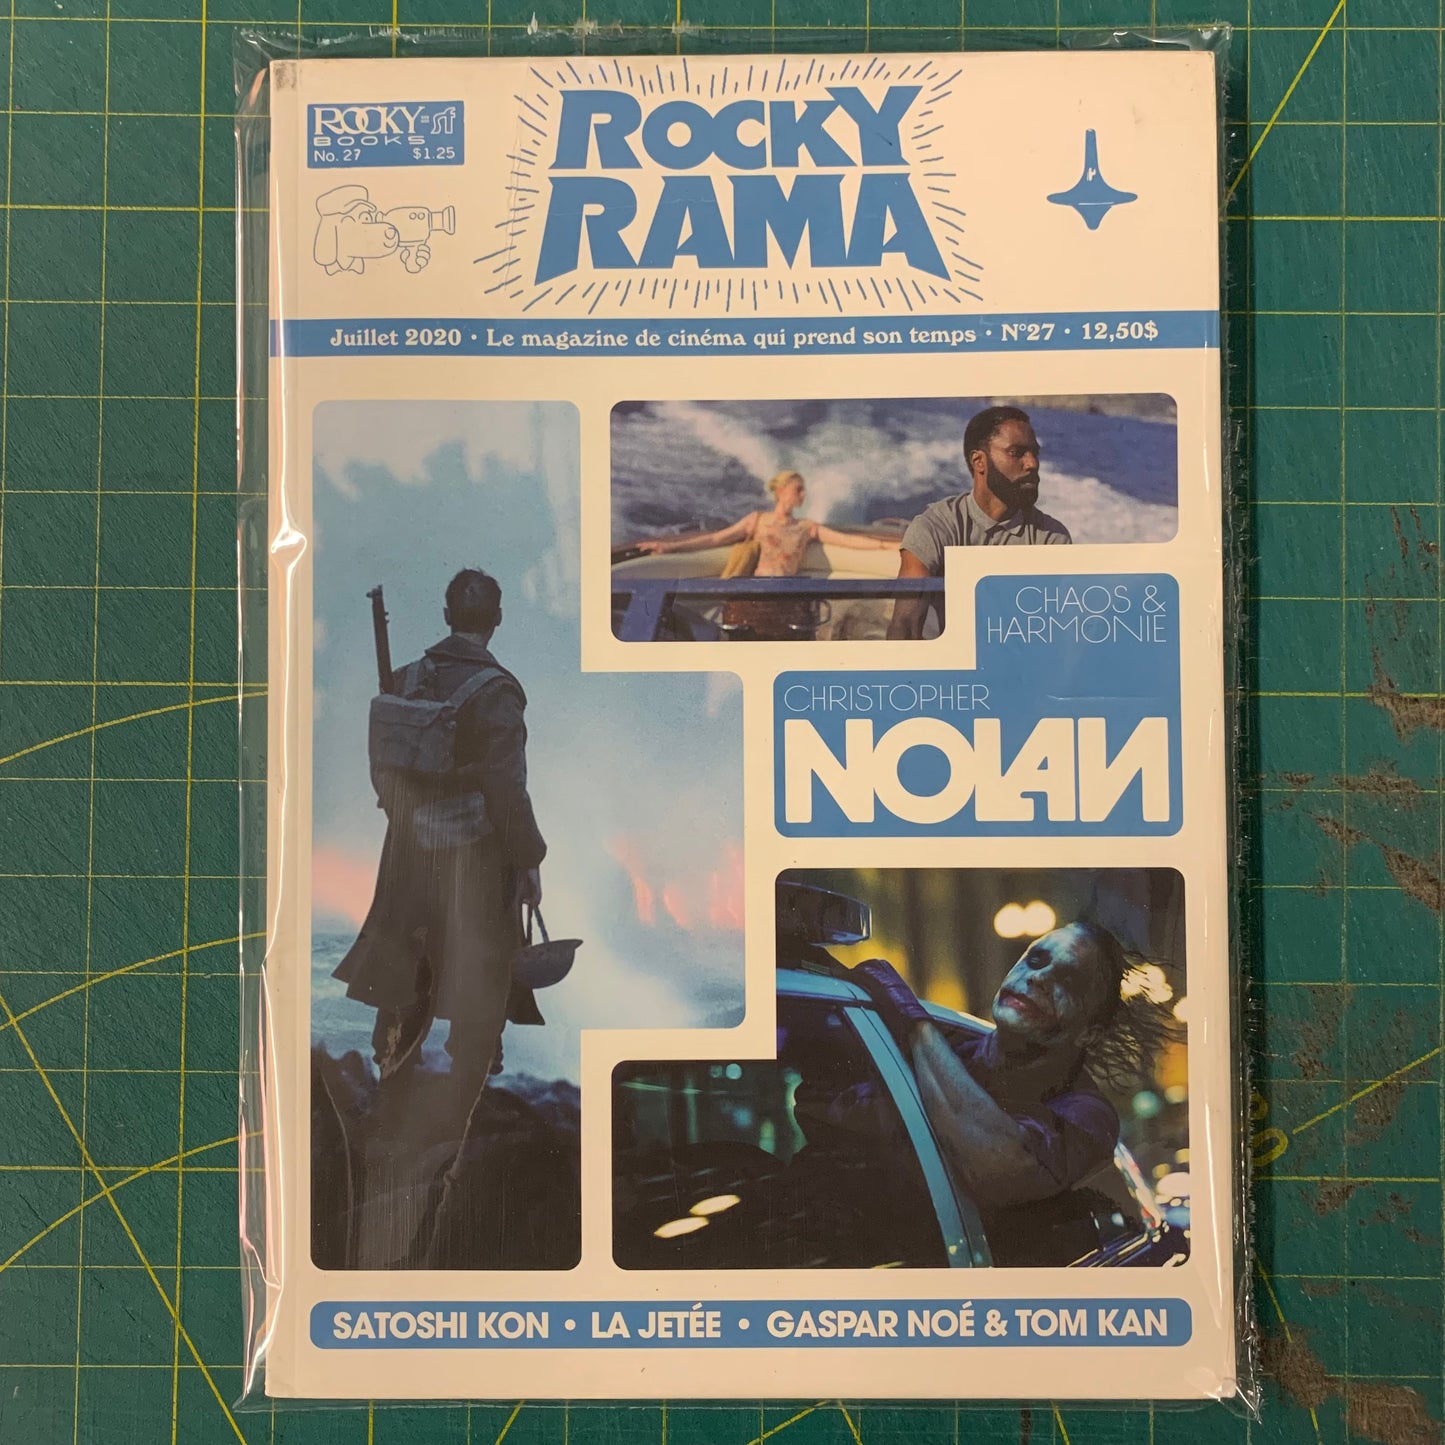 ROCKY sf
BOOKS
No. 27 $1.25
ROCKY
RAMA
Juillet 2020 • Le magazine de cinéma qui prend son temps • N°27 • 12,50$
CHAOS &
HARMONIE
CHRISTOPHER
NOLAN
SATOSHI KON • LA JETÉE • GASPAR NOÉ & TOM KAN